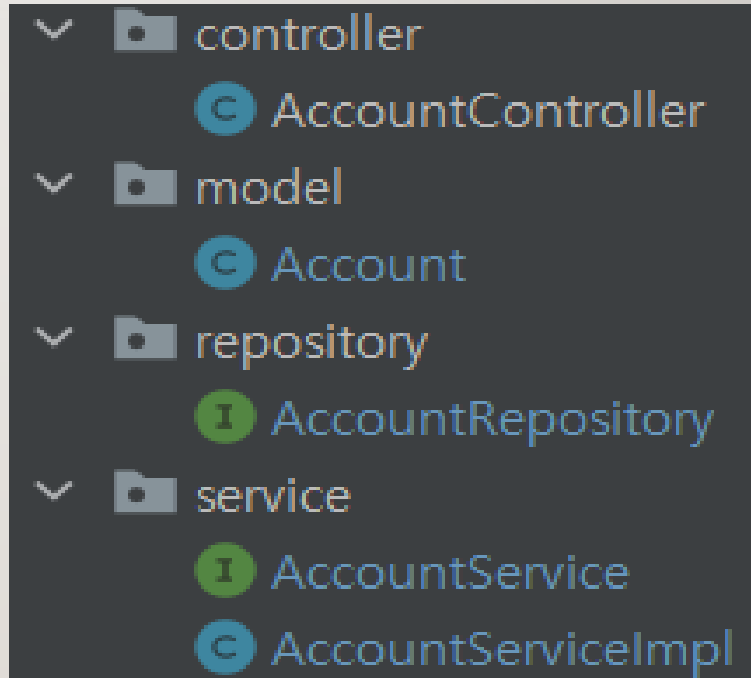 controller
C AccountController
model
C Account
repository
I AccountRepository
service
I AccountService
C AccountServiceImpl